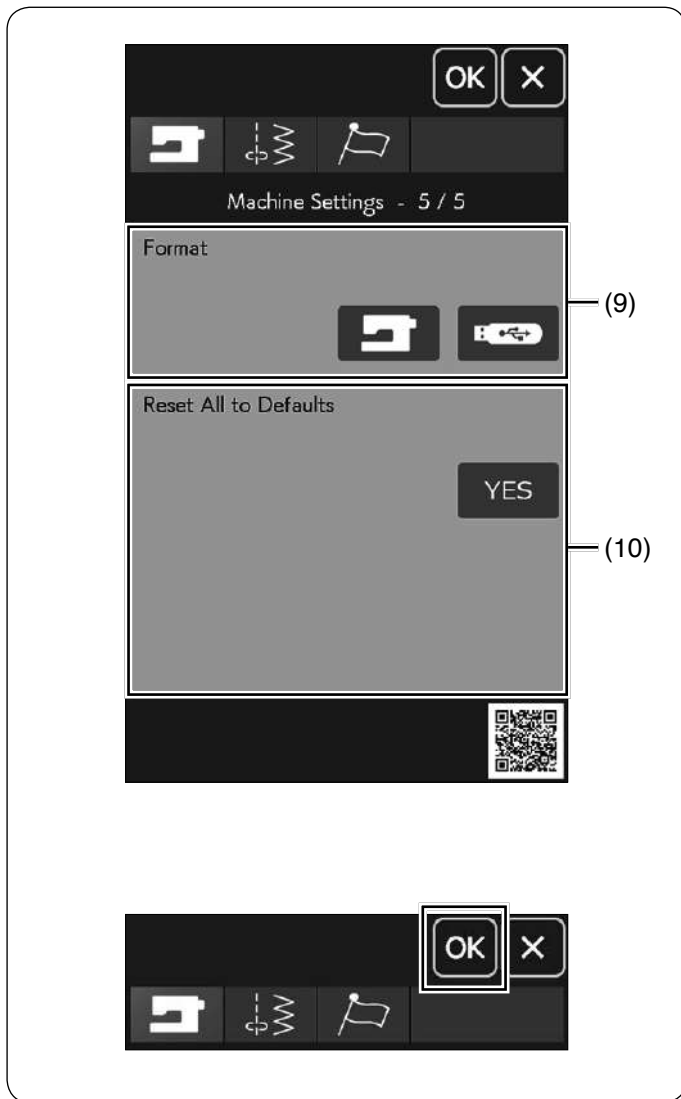 OK X
Machine Settings - 5 / 5
Format
(9)
Reset All to Defaults
YES
(10)
OK X